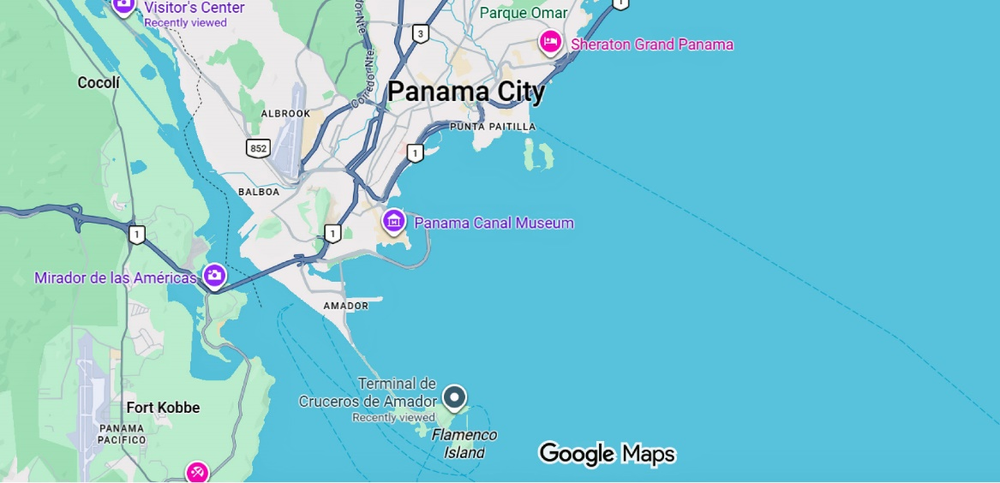 Visitor's Center
Recently viewed
Parque Omar
1
3
Sheraton Grand Panama
Corredor Nte.
Cocolí
Panama City
ALBROOK
PUNTA PAITILLA
852
1
BALBOA
Panama Canal Museum
1
1
Mirador de las Américas
AMADOR
Terminal de
Cruceros de Amador
Recently viewed
Fort Kobbe
PANAMA
PACÍFICO
Flamenco
Island
Google Maps